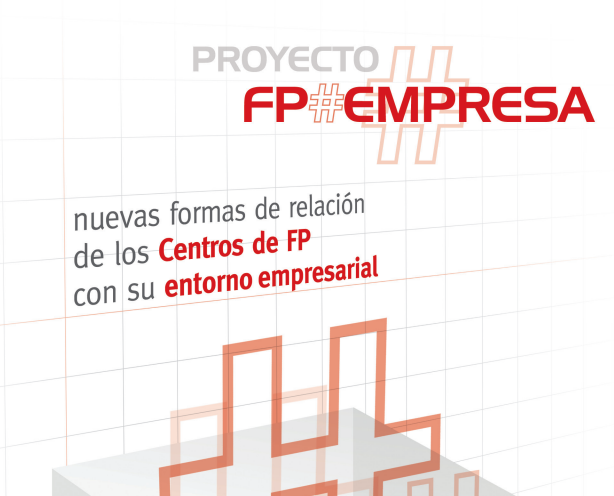 PROYECTO
FP#EMPRESA
nuevas formas de relación
de los Centros de FP
con su entorno empresarial